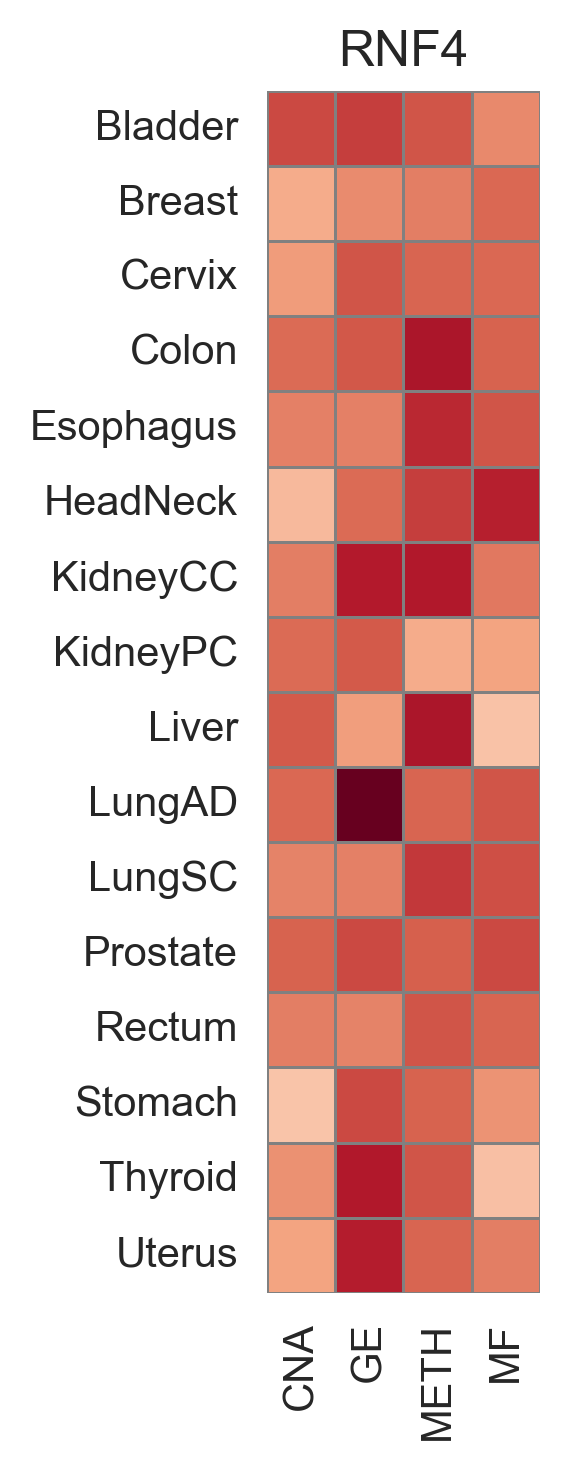 RNF4
Bladder
Breast
Cervix
Colon
Esophagus
HeadNeck
KidneyCC
KidneyPC
Liver
LungAD
LungSC
Prostate
Rectum
Stomach
Thyroid
Uterus
CNA
GE
METH
MF